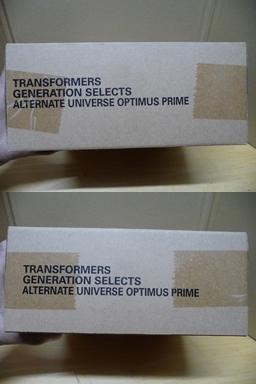 TRANSFORMERS
GENERATION SELECTS
ALTERNATE UNIVERSE OPTIMUS PRIME
TRANSFORMERS
GENERATION SELECTS
ALTERNATE UNIVERSE OPTIMUS PRIME